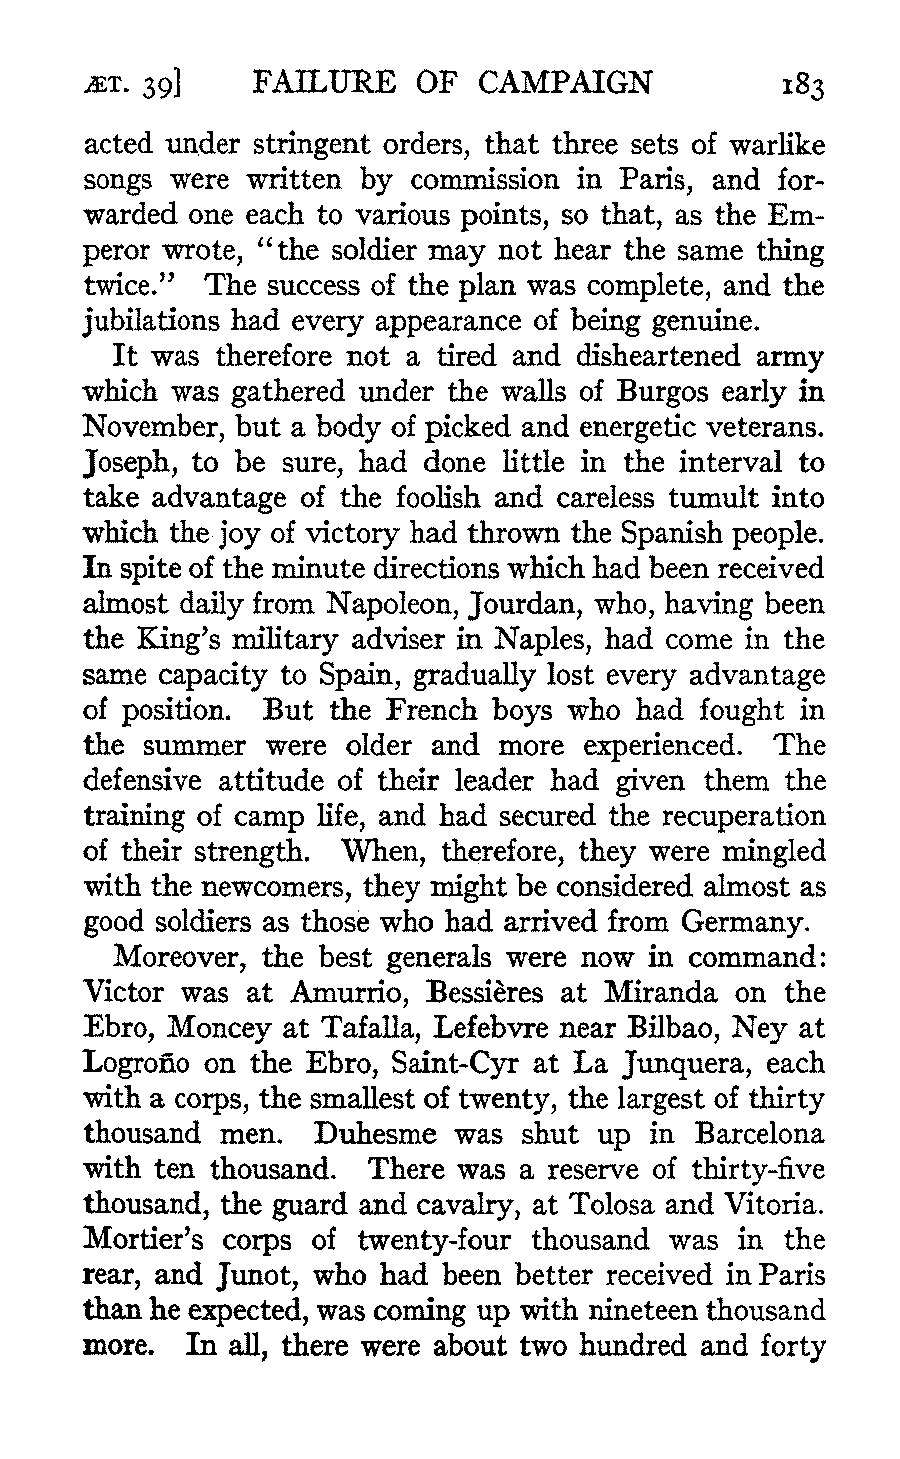 ÆT. 39] FAILURE OF CAMPAIGN 183
acted under stringent orders, that three sets of warlike
songs were written by commission in Paris, and for-
warded one each to various points, so that, as the Em-
peror wrote, “the soldier may not hear the same thing
twice.” The success of the plan was complete, and the
jubilations had every appearance of being genuine.
It was therefore not a tired and disheartened army
which was gathered under the walls of Burgos early in
November, but a body of picked and energetic veterans.
Joseph, to be sure, had done little in the interval to
take advantage of the foolish and careless tumult into
which the joy of victory had thrown the Spanish people.
In spite of the minute directions which had been received
almost daily from Napoleon, Jourdan, who, having been
the King’s military adviser in Naples, had come in the
same capacity to Spain, gradually lost every advantage
of position. But the French boys who had fought in
the summer were older and more experienced. The
defensive attitude of their leader had given them the
training of camp life, and had secured the recuperation
of their strength. When, therefore, they were mingled
with the newcomers, they might be considered almost as
good soldiers as those who had arrived from Germany.
Moreover, the best generals were now in command:
Victor was at Amurrio, Bessières at Miranda on the
Ebro, Moncey at Tafalla, Lefebvre near Bilbao, Ney at
Logroño on the Ebro, Saint-Cyr at La Junquera, each
with a corps, the smallest of twenty, the largest of thirty
thousand men. Duhesme was shut up in Barcelona
with ten thousand. There was a reserve of thirty-five
thousand, the guard and cavalry, at Tolosa and Vitoria.
Mortier’s corps of twenty-four thousand was in the
rear, and Junot, who had been better received in Paris
than he expected, was coming up with nineteen thousand
more. In all, there were about two hundred and forty